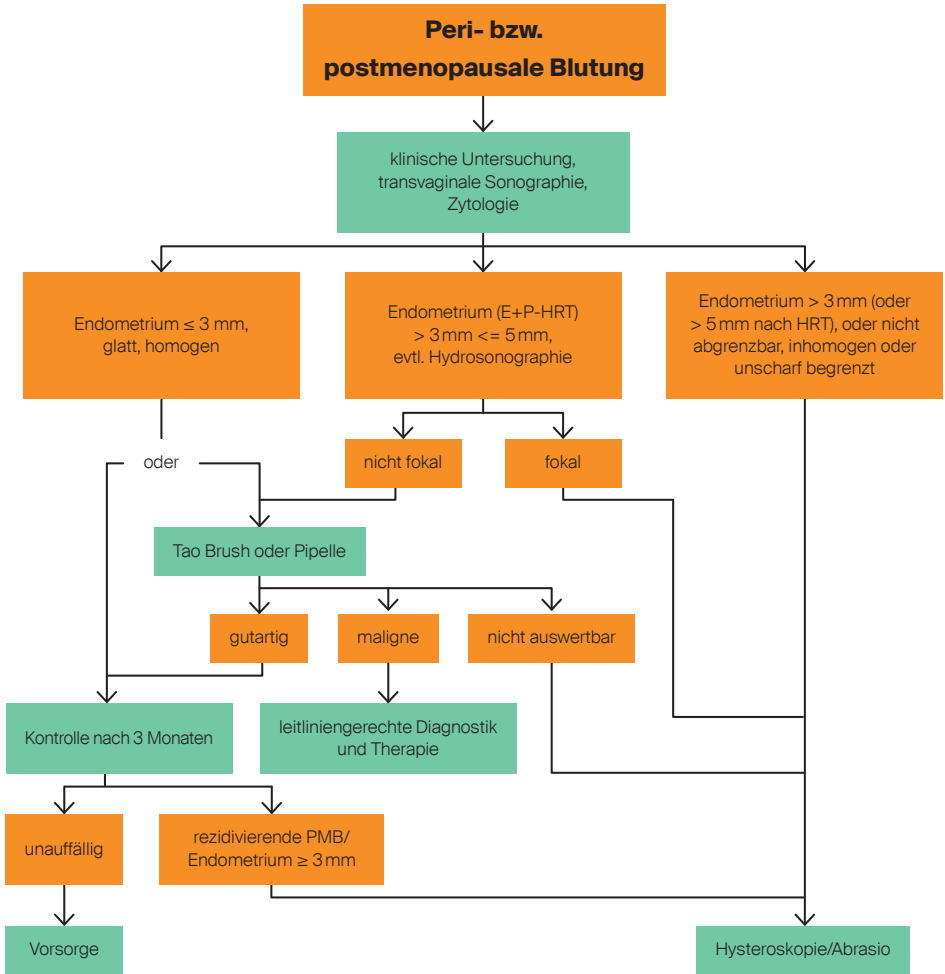 Peri- bzw.
postmenopausale Blutung
klinische Untersuchung,
transvaginale Sonographie,
Zytologie
Endometrium ≤ 3 mm,
glatt, homogen
Endometrium (E+P-HRT)
> 3 mm <= 5 mm,
evtl. Hydrosonographie
Endometrium > 3 mm (oder
> 5 mm nach HRT), oder nicht
abgrenzbar, inhomogen oder
unscharf begrenzt
oder
nicht fokal
fokal
Tao Brush oder Pipelle
gutartig
maligne
nicht auswertbar
Kontrolle nach 3 Monaten
leitliniengerechte Diagnostik
und Therapie
unauffällig
rezidivierende PMB/
Endometrium ≥ 3 mm
Vorsorge
Hysteroskopie/Abrasio